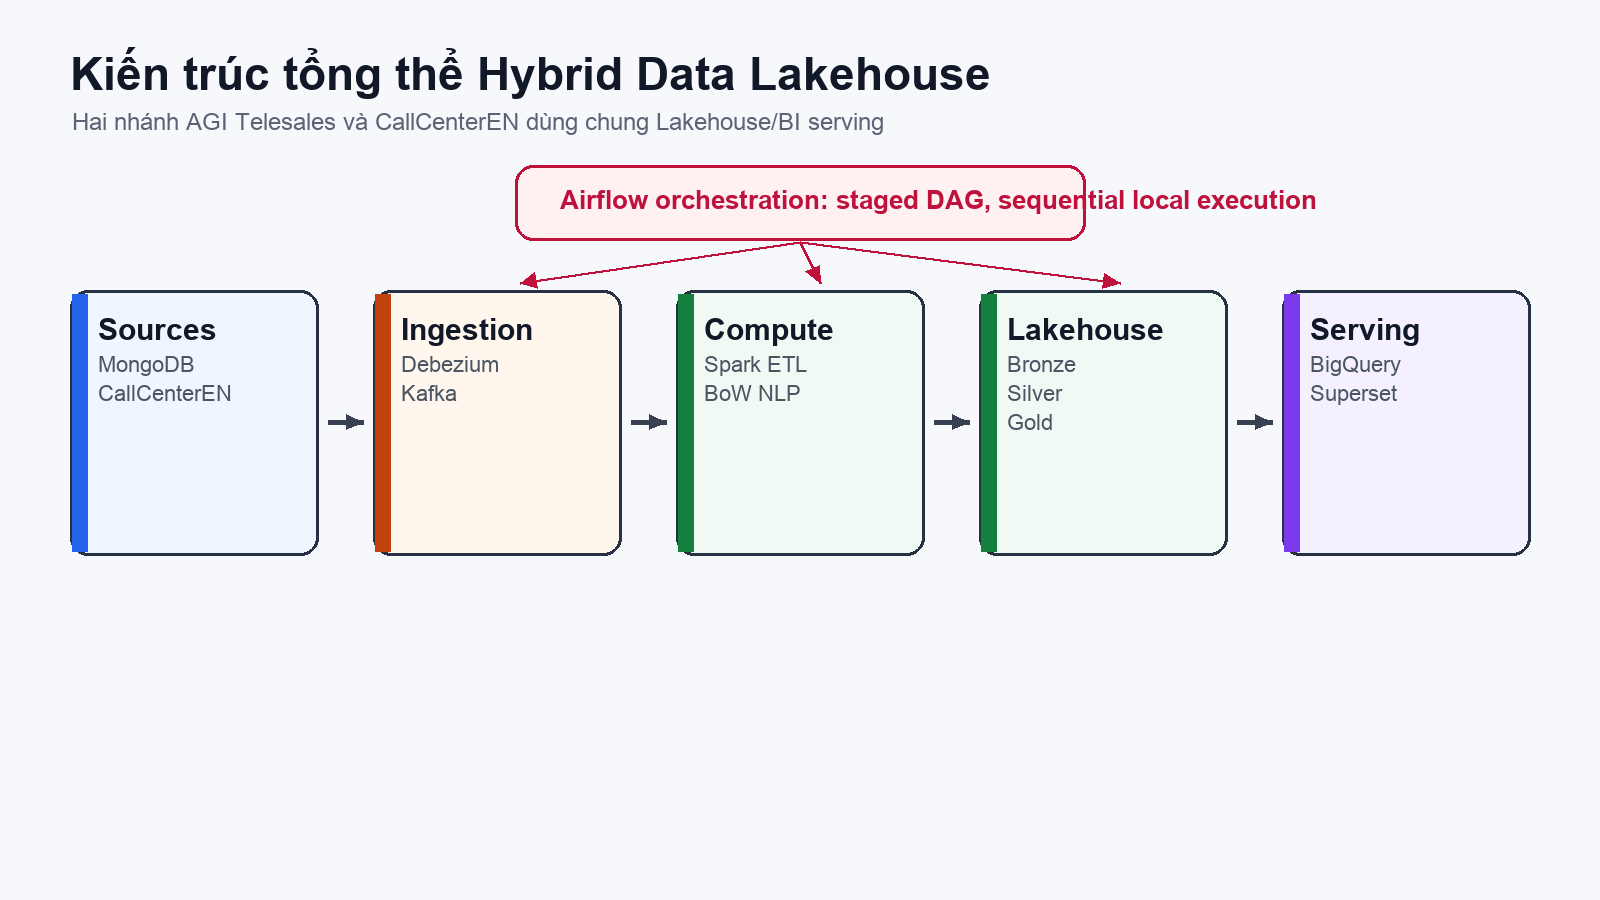 Kiến trúc tổng thể Hybrid Data Lakehouse
Hai nhánh AGI Telesales và CallCenterEN dùng chung Lakehouse/BI serving
Airflow orchestration: staged DAG, sequential local execution
Sources
MongoDB
CallCenterEN
Ingestion
Debezium
Kafka
Compute
Spark ETL
BoW NLP
Lakehouse
Bronze
Silver
Gold
Serving
BigQuery
Superset